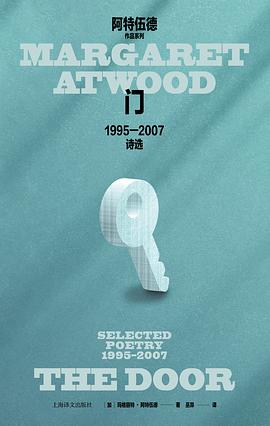 阿特伍德
作品系列
MARGARET
ATWOOD
门
1995—2007
诗选
SELECTED
POETRY
1995-2007
THE DOOR
上海译文出版社 [加] 玛格丽特·阿特伍德 —— 著 巫昂 —— 译